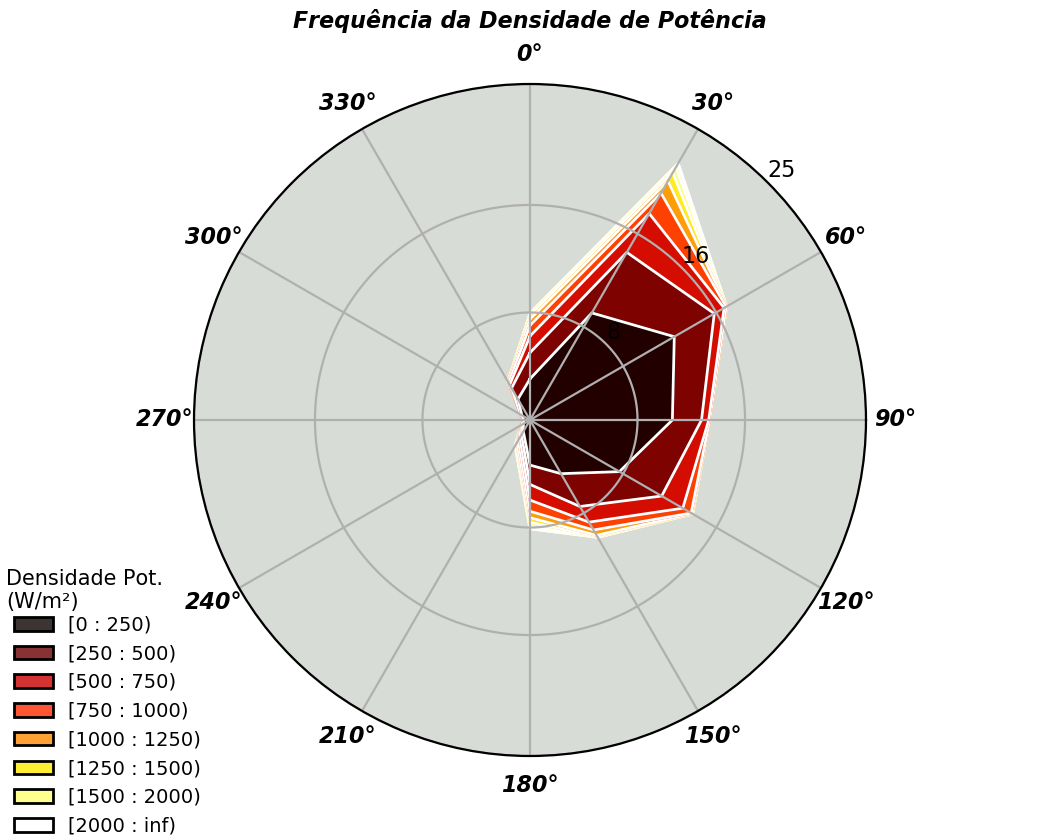 Frequência da Densidade de Potência
0°
330°
30°
25
300°
60°
16
8
270°
90°
240°
120°
210°
150°
180°
Densidade Pot.
(W/m²)
[0 : 250)
[250 : 500)
[500 : 750)
[750 : 1000)
[1000 : 1250)
[1250 : 1500)
[1500 : 2000)
[2000 : inf)